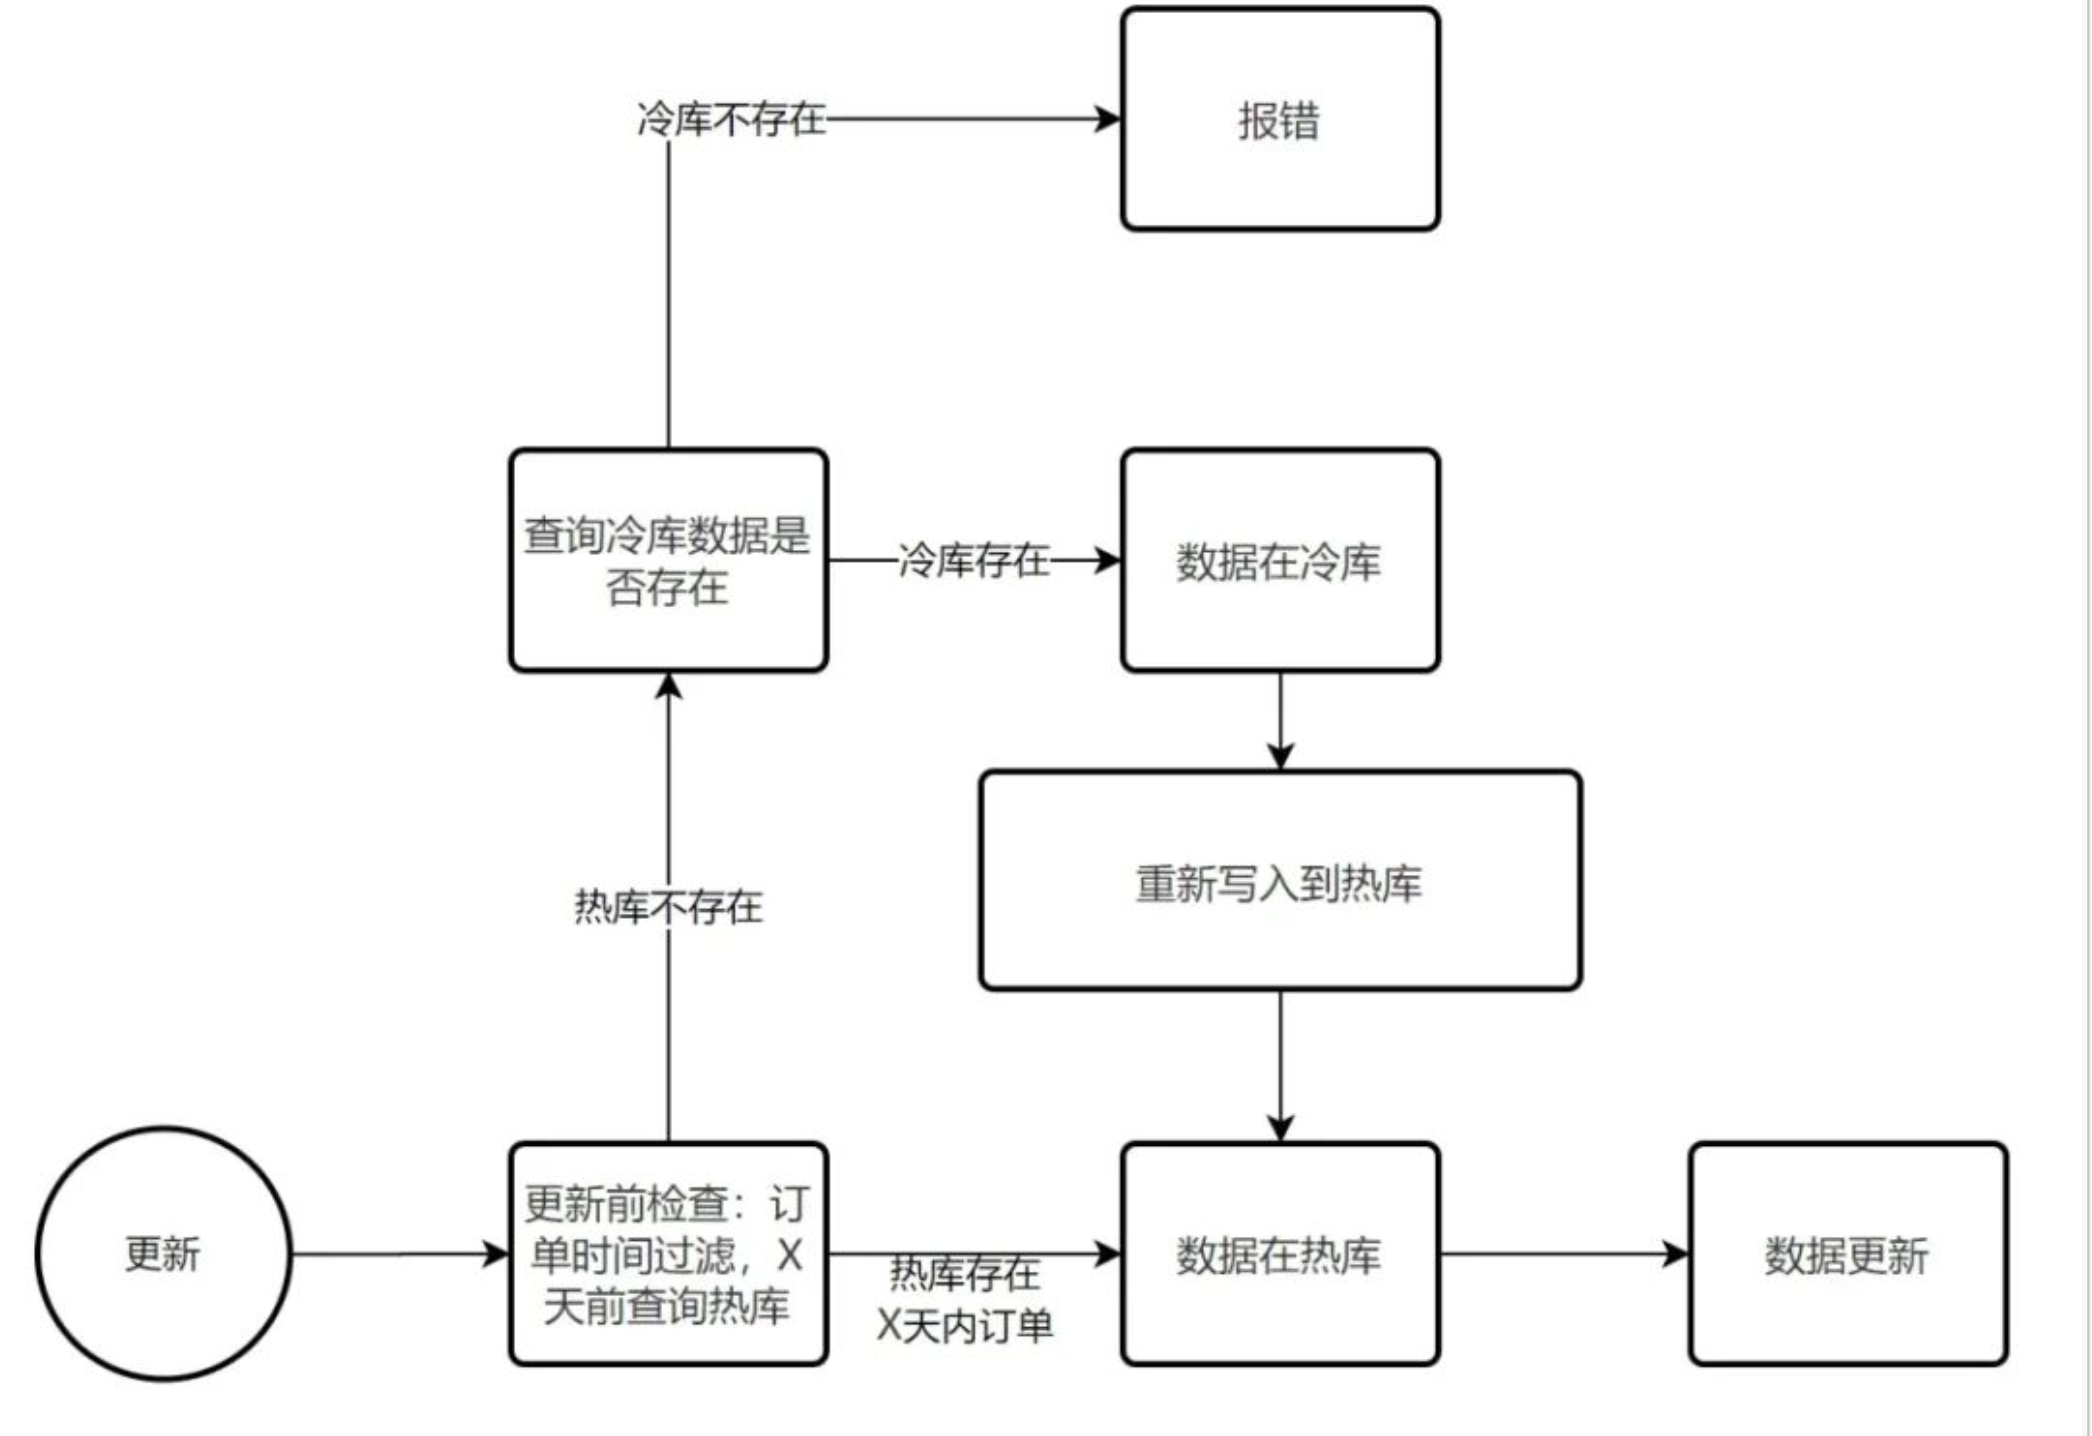 冷库不存在
报错
查询冷库数据是
否存在
冷库存在
数据在冷库
重新写入到热库
热库不存在
更新
更新前检查：订
单时间过滤，X
天前查询热库
热库存在
X天内订单
数据在热库
数据更新